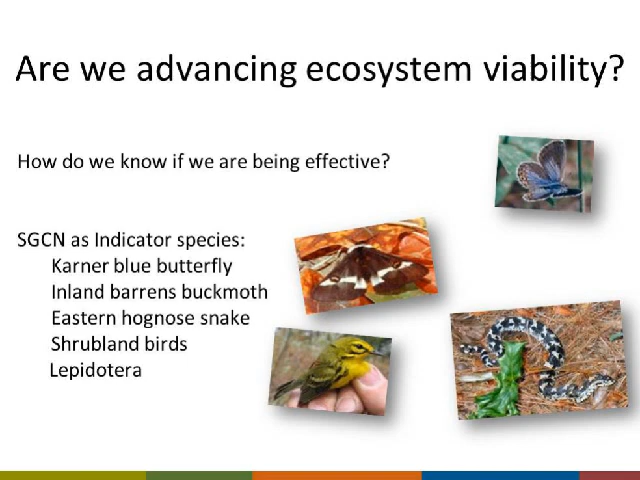 Are we advancing ecosystem viability?
How do we know if we are being effective?
SGCN as Indicator species:
Karner blue butterfly
Inland barrens buckmoth
Eastern hognose snake
Shrubland birds
Lepidotera